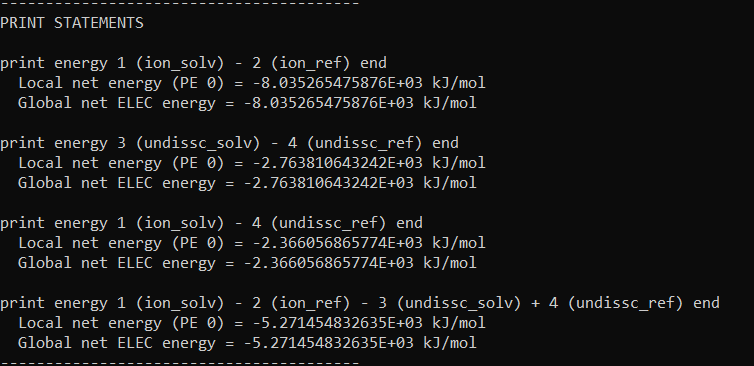 ----------------------------------------
PRINT STATEMENTS
print energy 1 (ion_solv) - 2 (ion_ref) end
Local net energy (PE 0) = -8.035265475876E+03 kJ/mol
Global net ELEC energy = -8.035265475876E+03 kJ/mol
print energy 3 (undissc_solv) - 4 (undissc_ref) end
Local net energy (PE 0) = -2.763810643242E+03 kJ/mol
Global net ELEC energy = -2.763810643242E+03 kJ/mol
print energy 1 (ion_solv) - 4 (undissc_ref) end
Local net energy (PE 0) = -2.366056865774E+03 kJ/mol
Global net ELEC energy = -2.366056865774E+03 kJ/mol
print energy 1 (ion_solv) - 2 (ion_ref) - 3 (undissc_solv) + 4 (undissc_ref) end
Local net energy (PE 0) = -5.271454832635E+03 kJ/mol
Global net ELEC energy = -5.271454832635E+03 kJ/mol
----------------------------------------